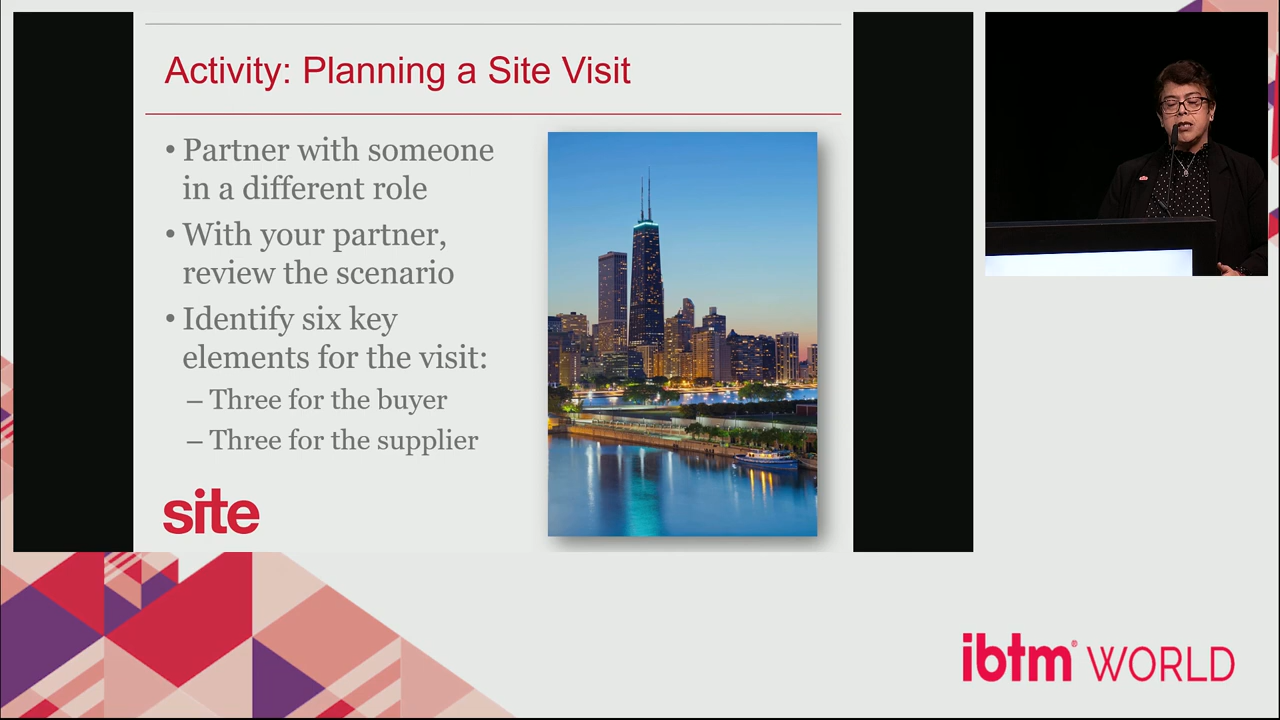 Activity: Planning a Site Visit
• Partner with someone
in a different role
• With your partner,
review the scenario
• Identify six key
elements for the visit:
– Three for the buyer
– Three for the supplier
site
ibtm® WORLD